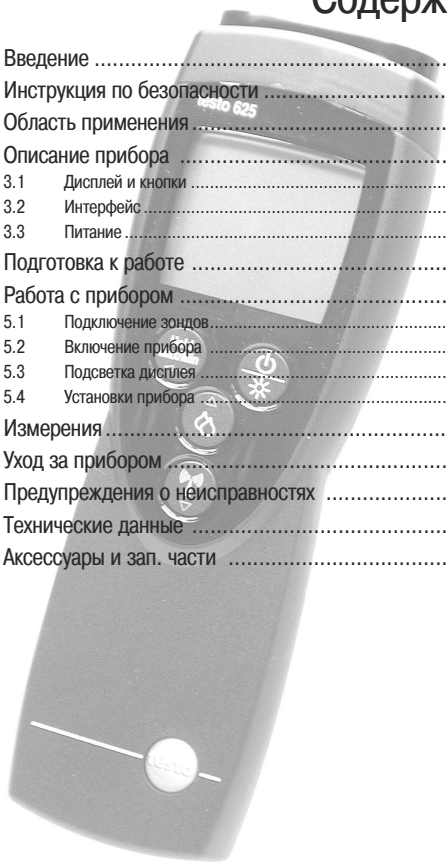 Содерж
Введение ..................................................
Инструкция по безопасности ..........................
Область применения ....................................
Описание прибора ......................................
3.1 Дисплей и кнопки ....................................
3.2 Интерфейс ..............................................
3.3 Питание ..................................................
Подготовка к работе ....................................
Работа с прибором ......................................
5.1 Подключение зондов ................................
5.2 Включение прибора ................................
5.3 Подсветка дисплея ..................................
5.4 Установки прибора ..................................
Измерения ................................................
Уход за прибором ........................................
Предупреждения о неисправностях ..................
Технические данные ....................................
Аксессуары и зап. части ................................
testo 625
testo